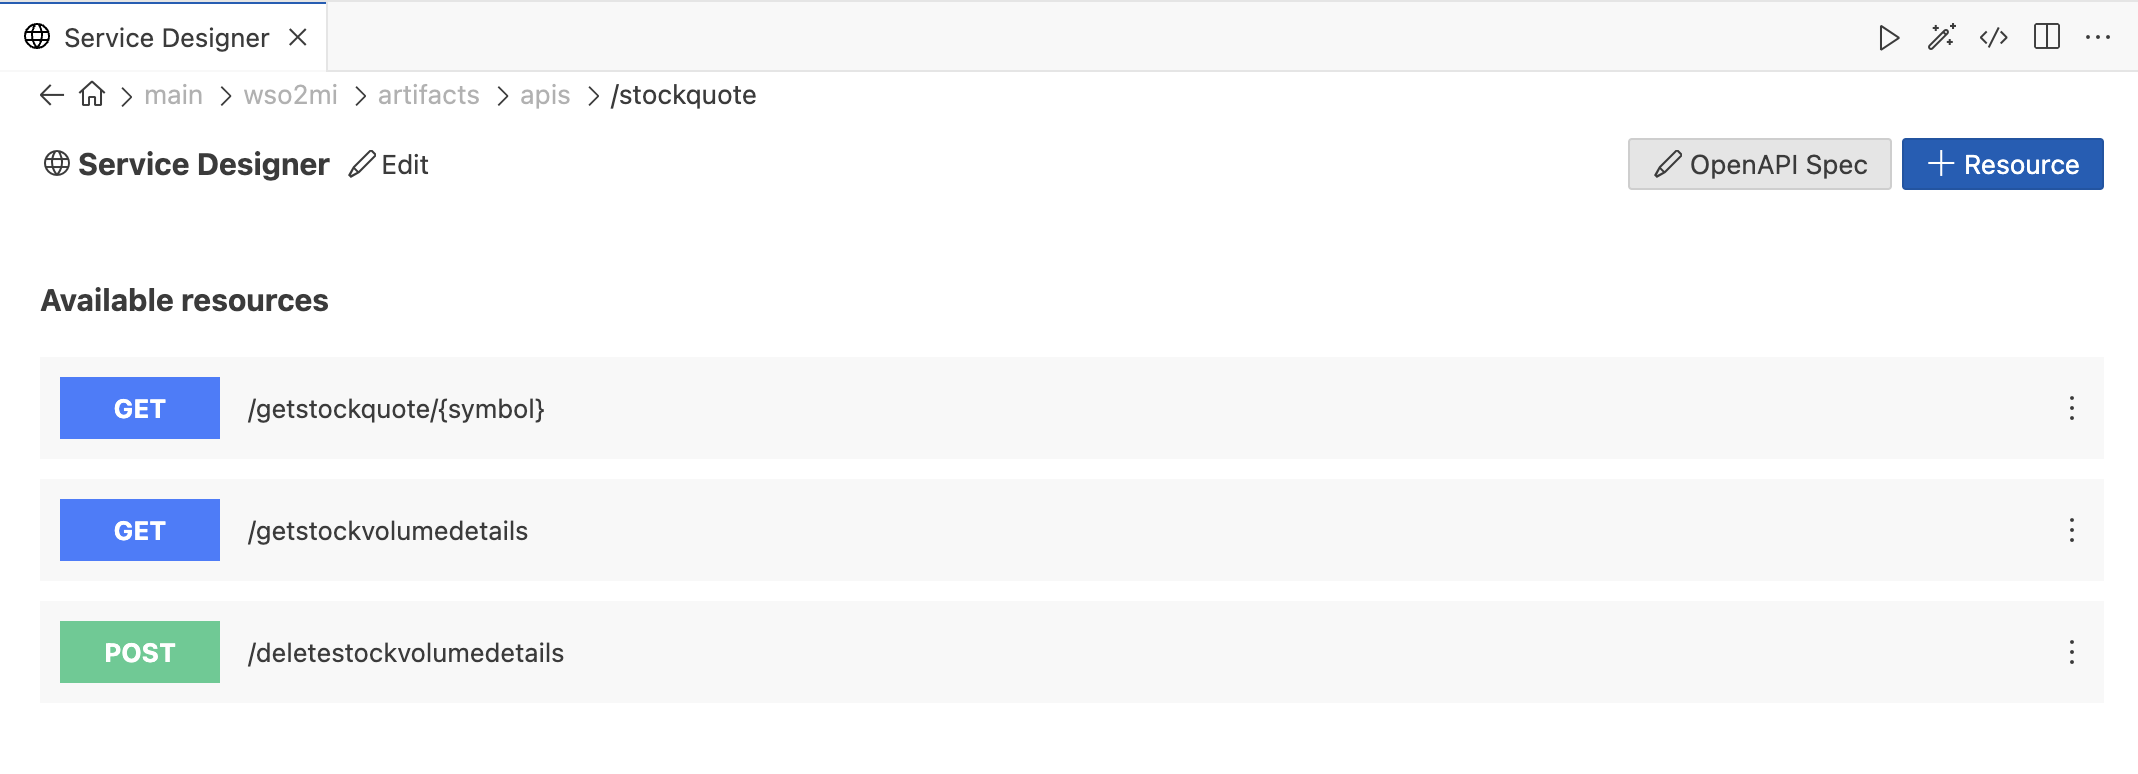 Service Designer
main wso2mi artifacts apis /stockquote
Service Designer Edit OpenAPI Spec Resource
Available resources
GET /getstockquote/{symbol}
GET /getstockvolumedetails
POST /deletestockvolumedetails